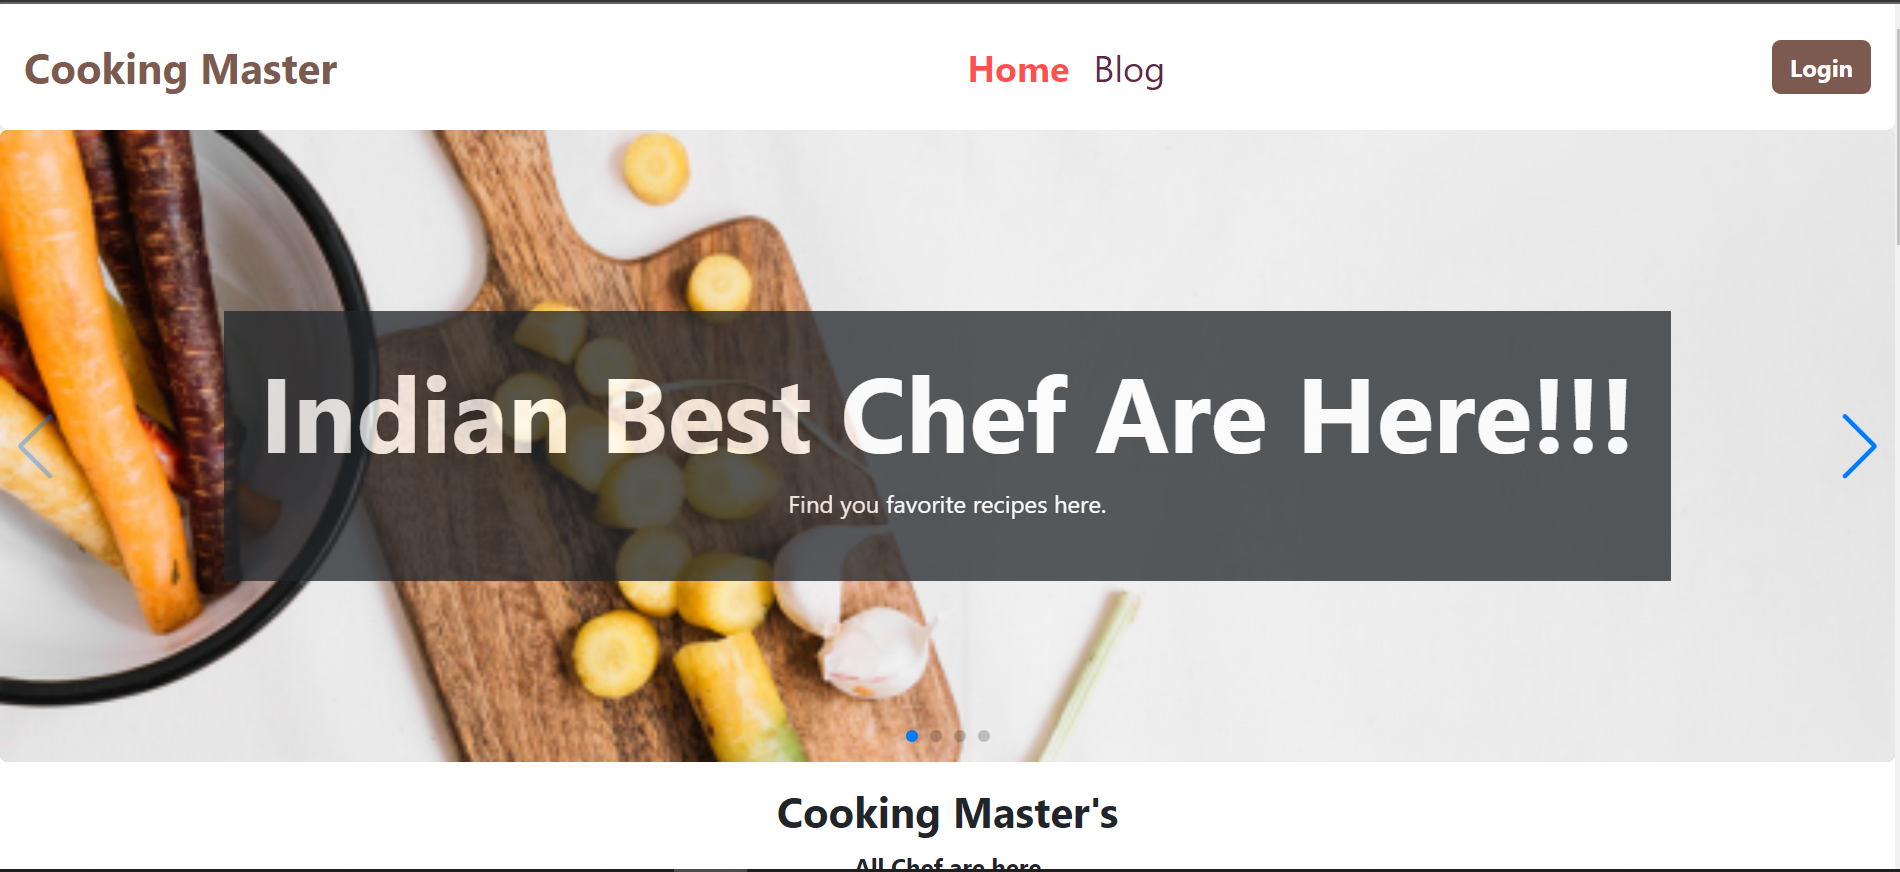 Cooking Master
Home Blog
Login
Indian Best Chef Are Here!!!
Find you favorite recipes here.
Cooking Master's
All Chef are here